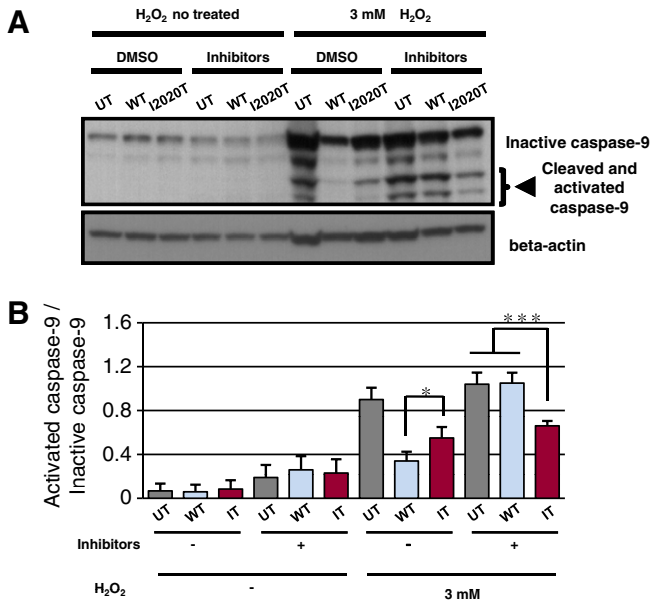 A
H₂O₂ no treated 3 mM H₂O₂
DMSO Inhibitors DMSO Inhibitors
UT WT I2020T UT WT I2020T UT WT I2020T UT WT I2020T
Inactive caspase-9
Cleaved and
activated
caspase-9
beta-actin
B
Activated caspase-9 /
Inactive caspase-9
1.6
1.2
0.8
0.4
0
* ***
UT WT IT UT WT IT UT WT IT UT WT IT
Inhibitors - + - +
H₂O₂ - 3 mM